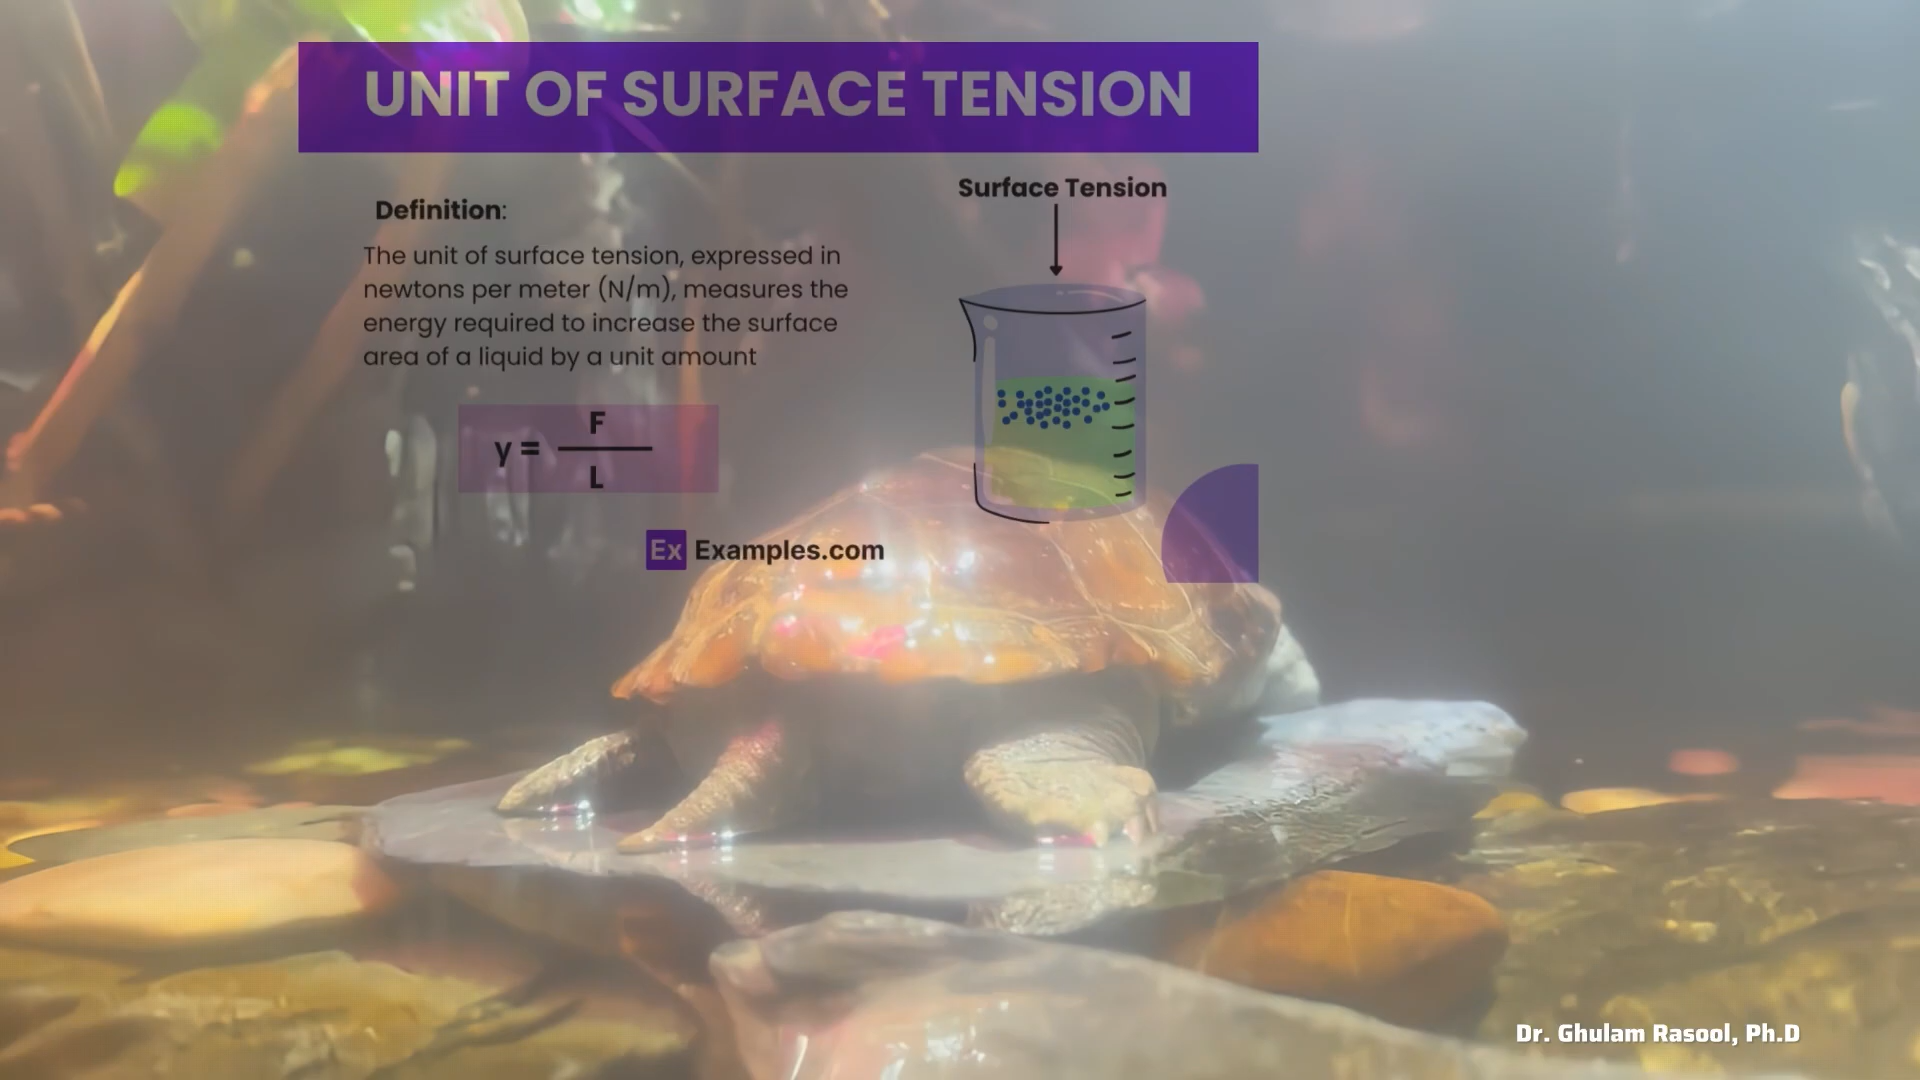 UNIT OF SURFACE TENSION
Definition:
The unit of surface tension, expressed in
newtons per meter (N/m), measures the
energy required to increase the surface
area of a liquid by a unit amount
γ = F
L
Surface Tension
Ex Examples.com
Dr. Ghulam Rasool, Ph.D